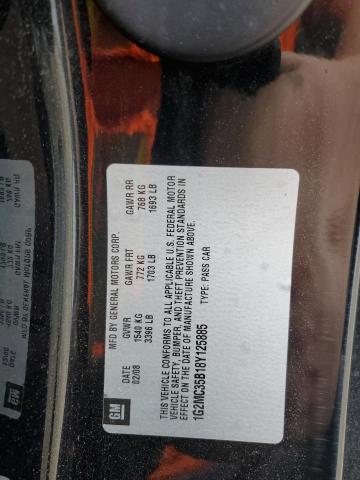 GM
MFD BY GENERAL MOTORS CORP.
DATE GVWR GAWR FRT GAWR RR
02/08 1540 KG 772 KG 768 KG
3396 LB 1703 LB 1693 LB
THIS VEHICLE CONFORMS TO ALL APPLICABLE U.S. FEDERAL MOTOR
VEHICLE SAFETY, BUMPER, AND THEFT PREVENTION STANDARDS IN
EFFECT ON THE DATE OF MANUFACTURE SHOWN ABOVE.
1G2MC35B18Y125865 TYPE: PASS CAR